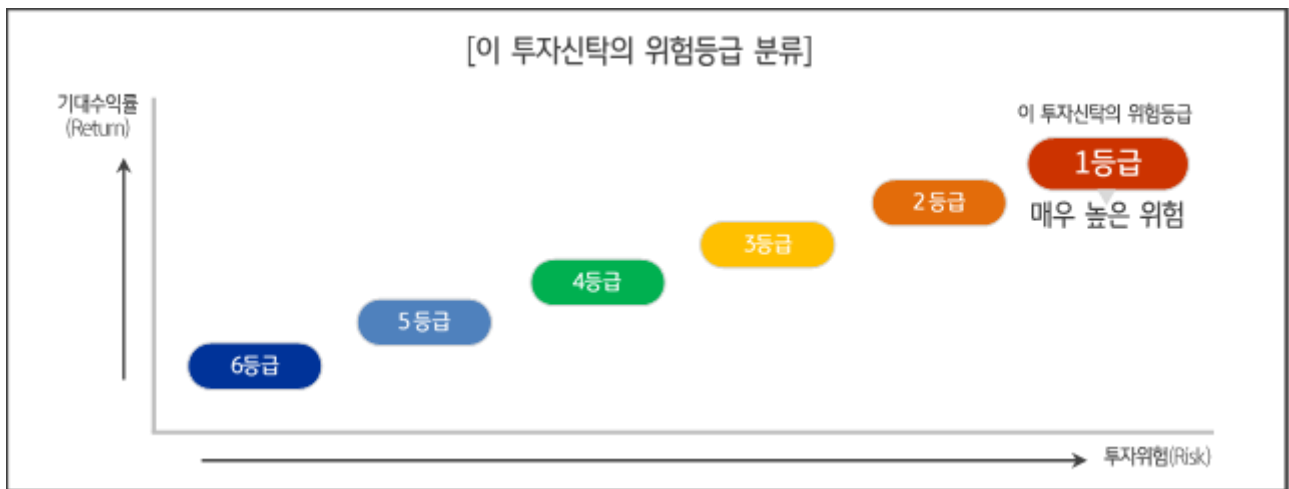 [이 투자신탁의 위험등급 분류]
기대수익률
(Return)
이 투자신탁의 위험등급
1등급
매우 높은 위험
2등급
3등급
4등급
5등급
6등급
투자위험(Risk)